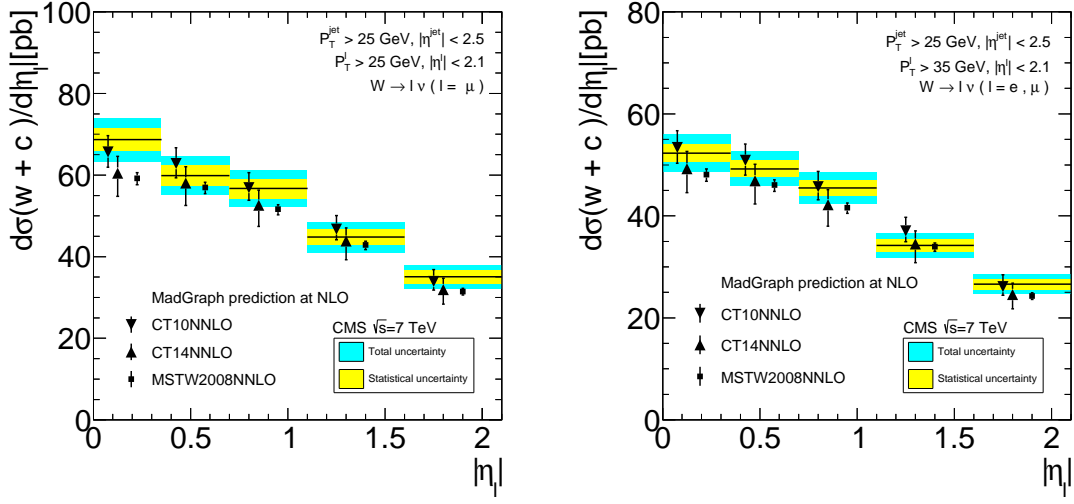 dσ(w + c )/d|η_l|[pb]
100
80
60
40
20
0
P_T^jet > 25 GeV, |η^jet| < 2.5
P_T^l > 25 GeV, |η^l| < 2.1
W → l ν ( l = μ )
MadGraph prediction at NLO
CT10NNLO
CT14NNLO
MSTW2008NNLO
CMS √s=7 TeV
Total uncertainty
Statistical uncertainty
0 0.5 1 1.5 2
|η_l|
dσ(w + c )/d|η_l|[pb]
80
60
40
20
0
P_T^jet > 25 GeV, |η^jet| < 2.5
P_T^l > 35 GeV, |η^l| < 2.1
W → l ν ( l = e , μ )
MadGraph prediction at NLO
CT10NNLO
CT14NNLO
MSTW2008NNLO
CMS √s=7 TeV
Total uncertainty
Statistical uncertainty
0 0.5 1 1.5 2
|η_l|